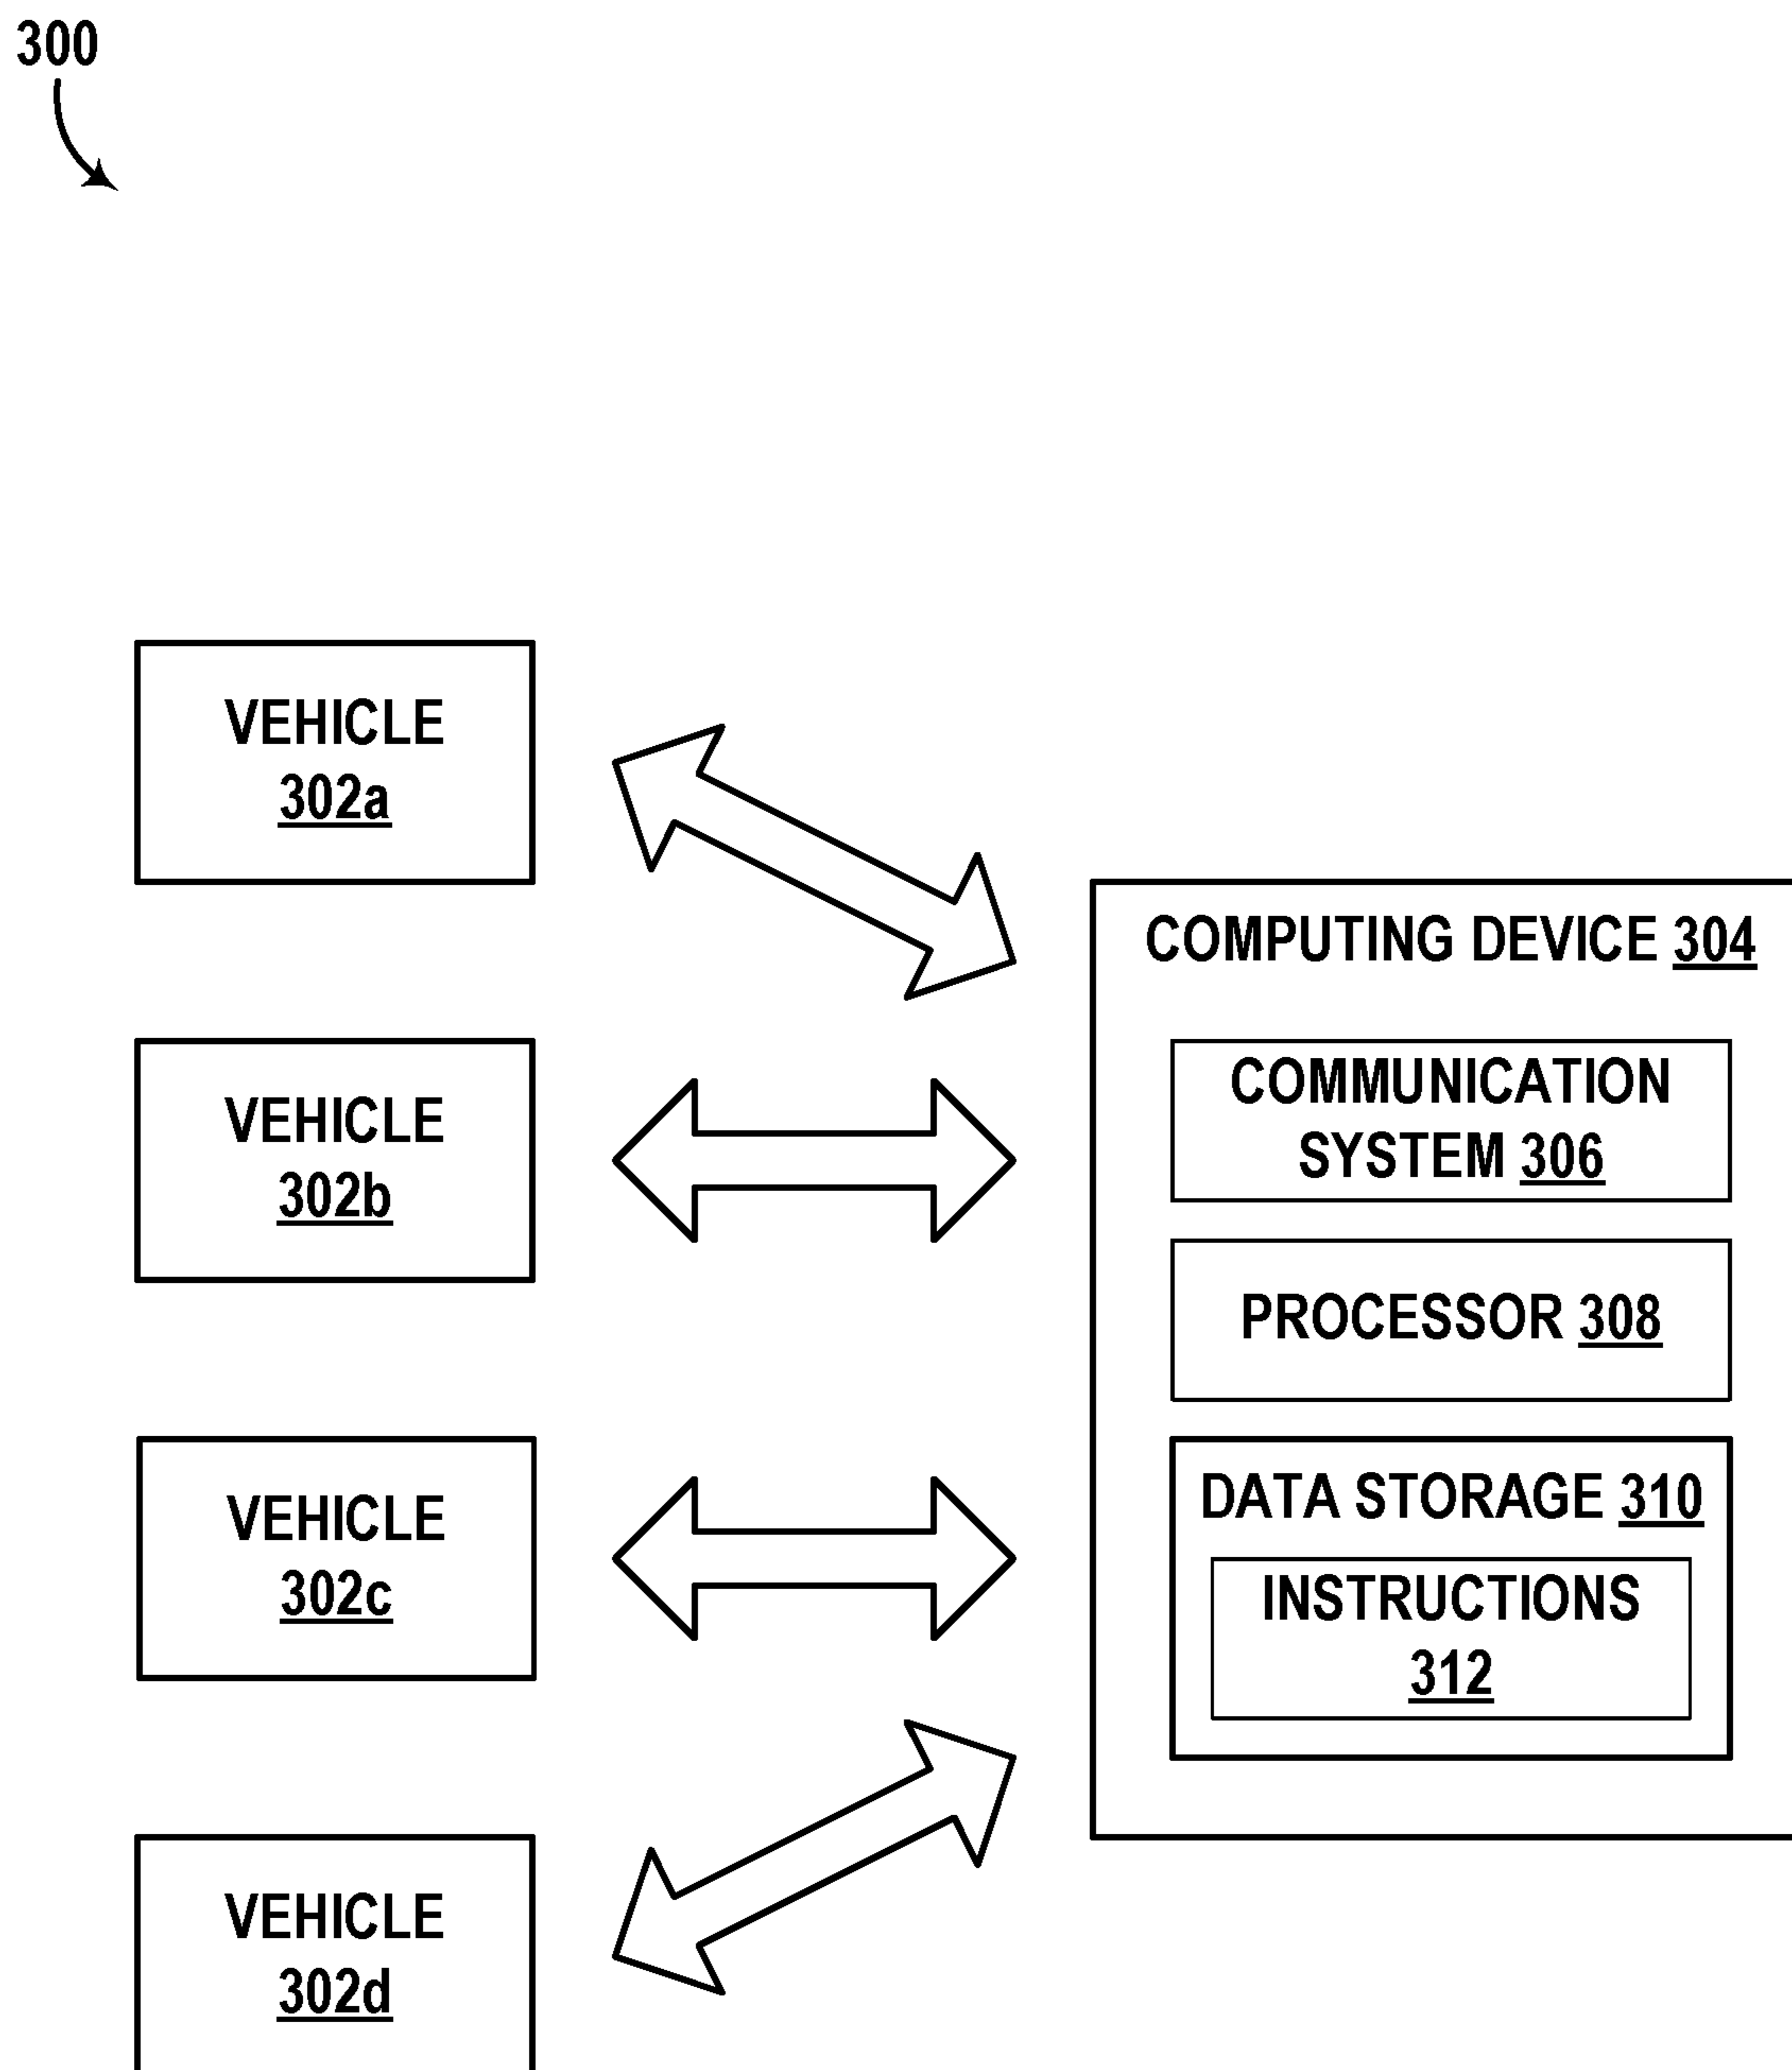 300
VEHICLE
302a
VEHICLE
302b
VEHICLE
302c
VEHICLE
302d
COMPUTING DEVICE 304
COMMUNICATION
SYSTEM 306
PROCESSOR 308
DATA STORAGE 310
INSTRUCTIONS
312